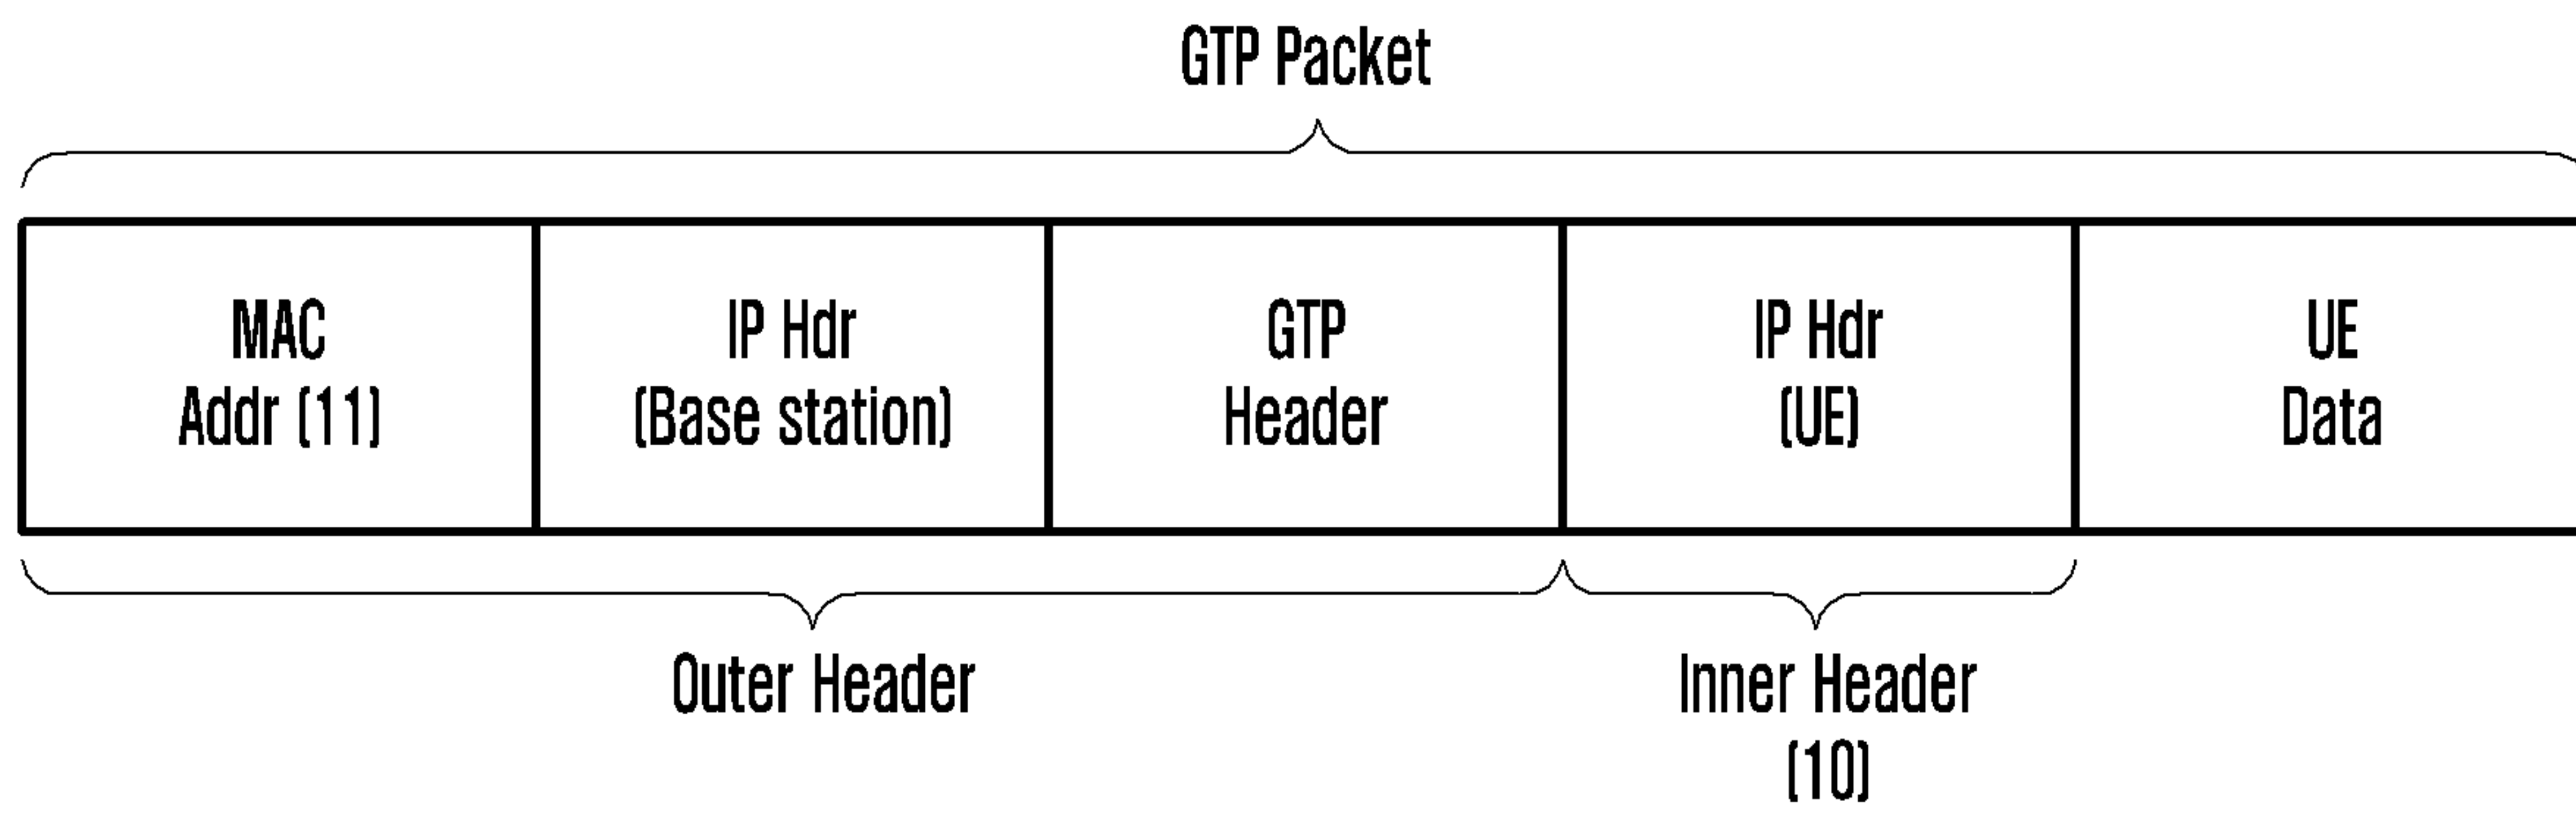 GTP Packet
MAC
Addr (11)
IP Hdr
(Base station)
GTP
Header
IP Hdr
(UE)
UE
Data
Outer Header
Inner Header
(10)